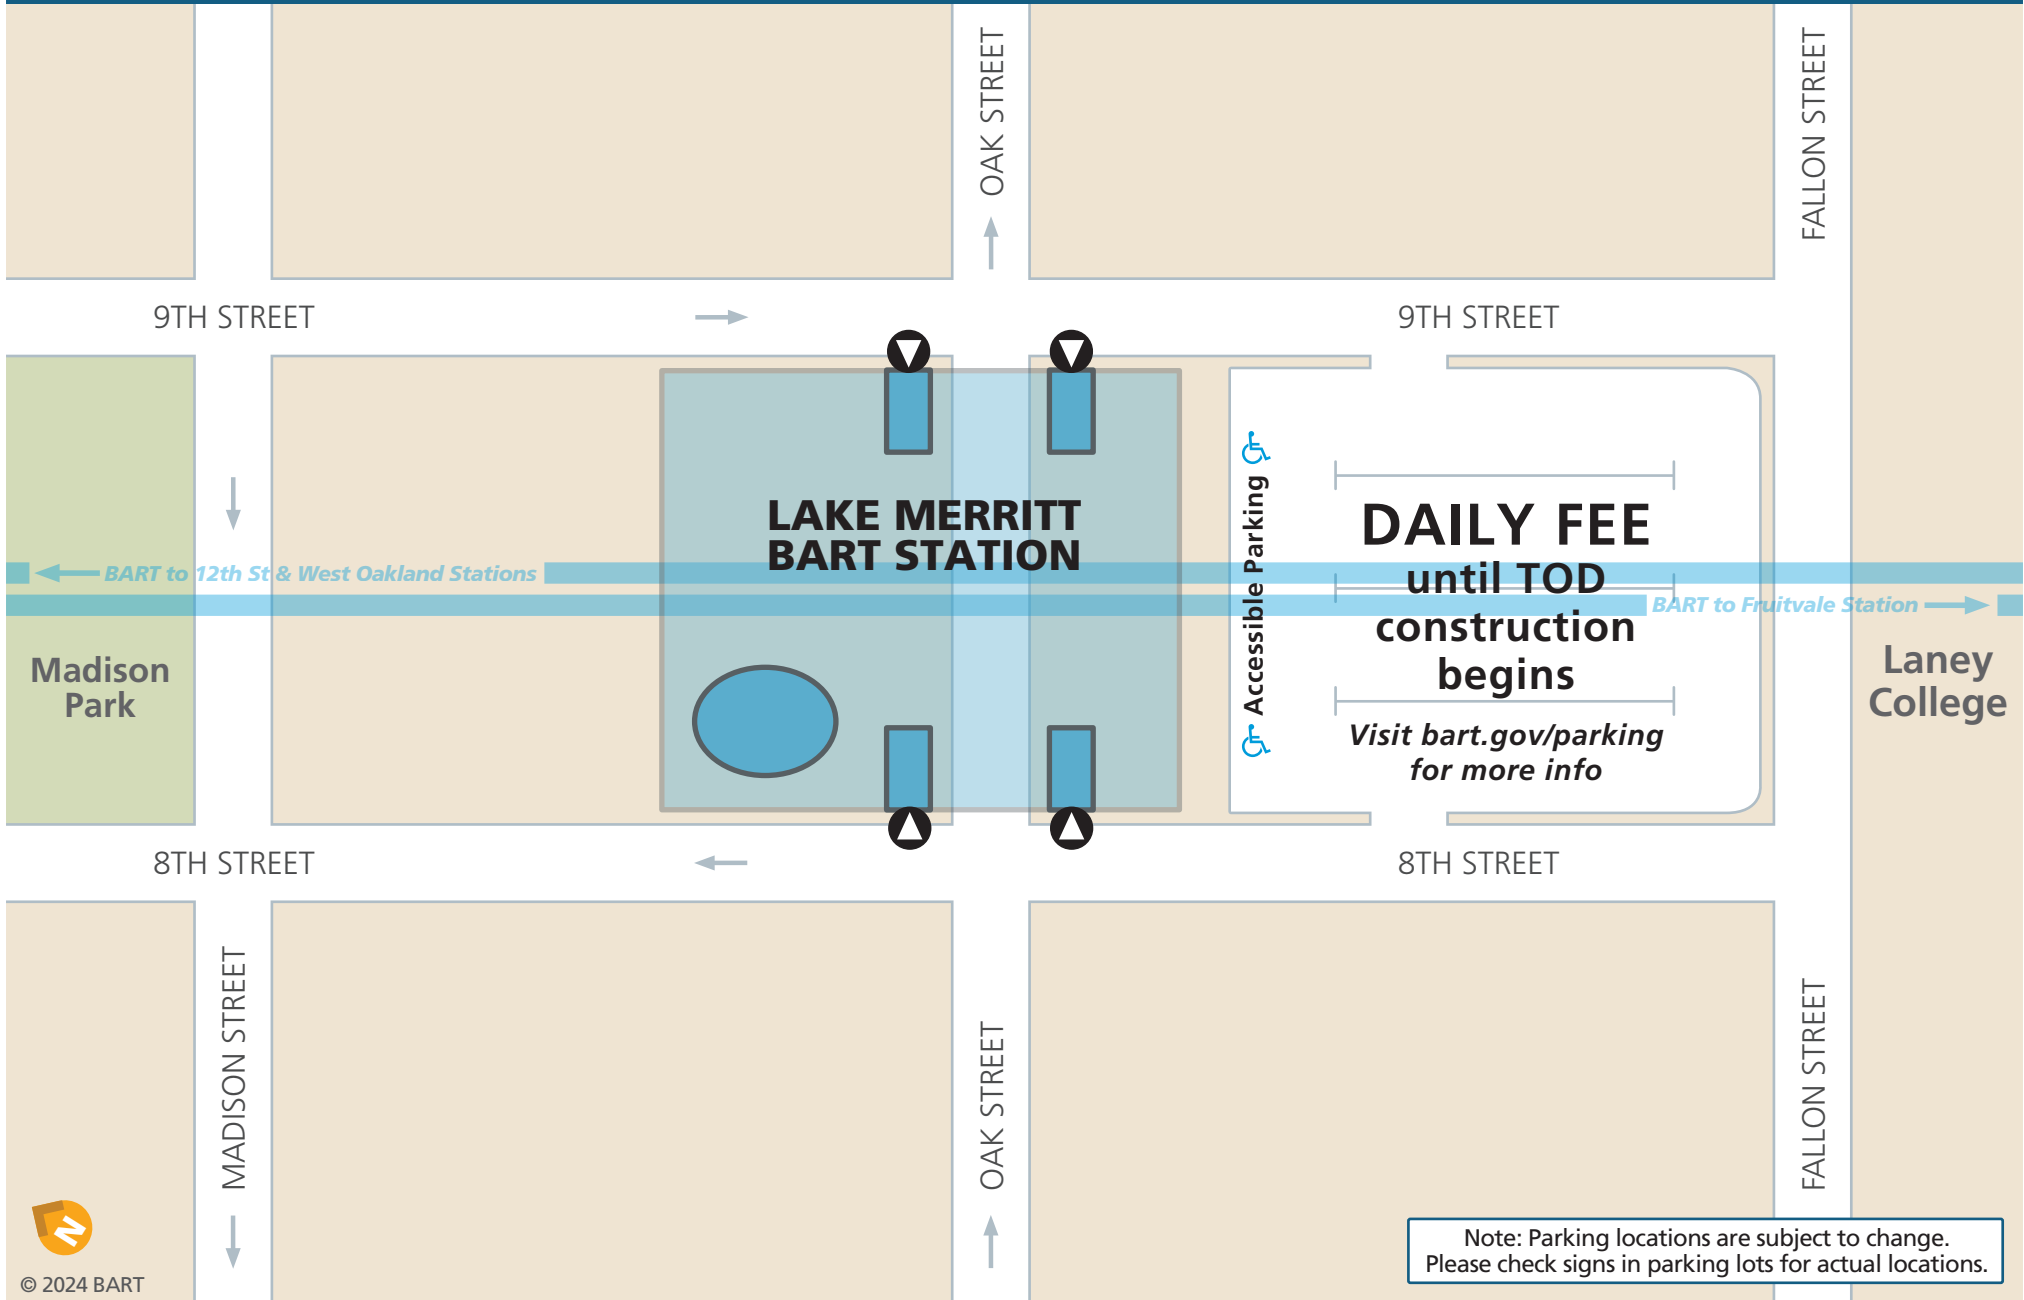 OAK STREET
FALLON STREET
9TH STREET
9TH STREET
LAKE MERRITT
BART STATION
Accessible Parking
DAILY FEE
until TOD
construction
begins
Visit bart.gov/parking
for more info
BART to 12th St & West Oakland Stations
BART to Fruitvale Station
Madison
Park
Laney
College
8TH STREET
8TH STREET
MADISON STREET
OAK STREET
FALLON STREET
N
© 2024 BART
Note: Parking locations are subject to change.
Please check signs in parking lots for actual locations.